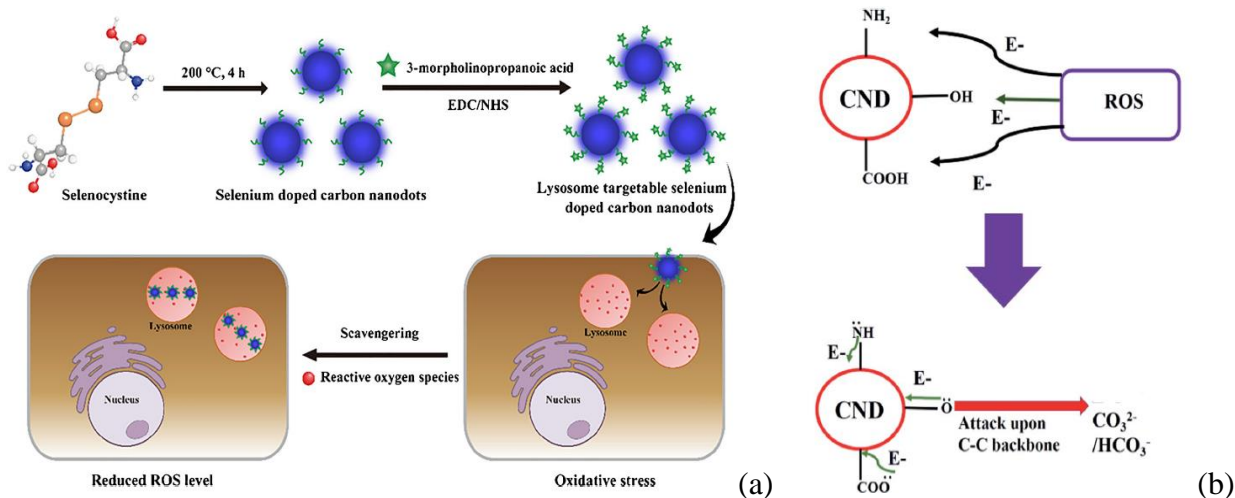 200 °C, 4 h
3-morpholinopropanoic acid
EDC/NHS
Selenocystine
Selenium doped carbon nanodots
Lysosome targetable selenium
doped carbon nanodots
Lysosome
Nucleus
Scavengering
Reactive oxygen species
Lysosome
Nucleus
Reduced ROS level
Oxidative stress
(a)
NH2
E-
CND
OH
E-
ROS
COOH
E-
NH
E-
E-
CND
O
Attack upon
C-C backbone
CO3²⁻
/HCO3⁻
E-
COO
(b)